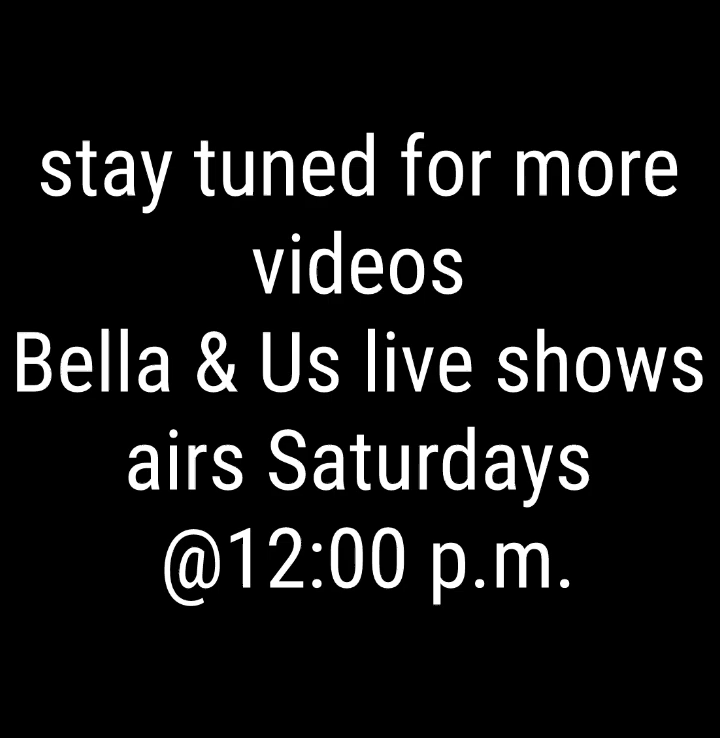 stay tuned for more
videos
Bella & Us live shows
airs Saturdays
@12:00 p.m.